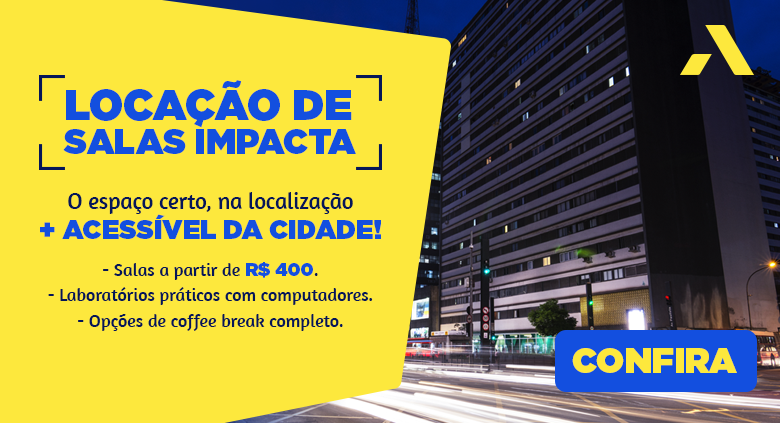 LOCAÇÃO DE
SALAS IMPACTA
O espaço certo, na localização
+ ACESSÍVEL DA CIDADE!
- Salas a partir de R$ 400.
- Laboratórios práticos com computadores.
- Opções de coffee break completo.
CONFIRA